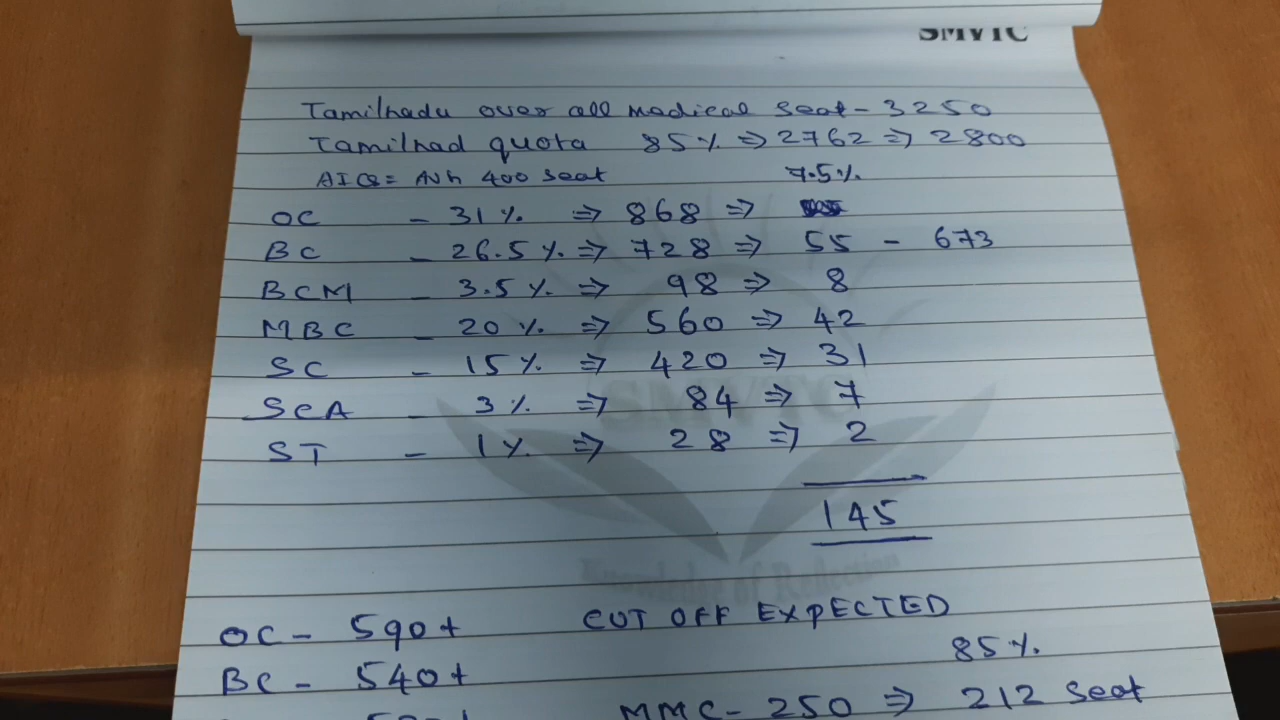 SMVTC
Tamilnadu over all medical seat - 3250
Tamilnad quota 85% ⇒ 2762 ⇒ 2800
AIQ = 400 seat 7.5%
OC - 31% ⇒ 868 ⇒
BC - 26.5% ⇒ 728 ⇒ 55 - 673
BCM - 3.5% ⇒ 98 ⇒ 8
MBC - 20% ⇒ 560 ⇒ 42
SC - 15% ⇒ 420 ⇒ 31
SCA - 3% ⇒ 84 ⇒ 7
ST - 1% ⇒ 28 ⇒ 2
SMVTC
145
OC - 590+ CUT OFF EXPECTED
85%
BC - 540+
MMC - 250 ⇒ 212 seat